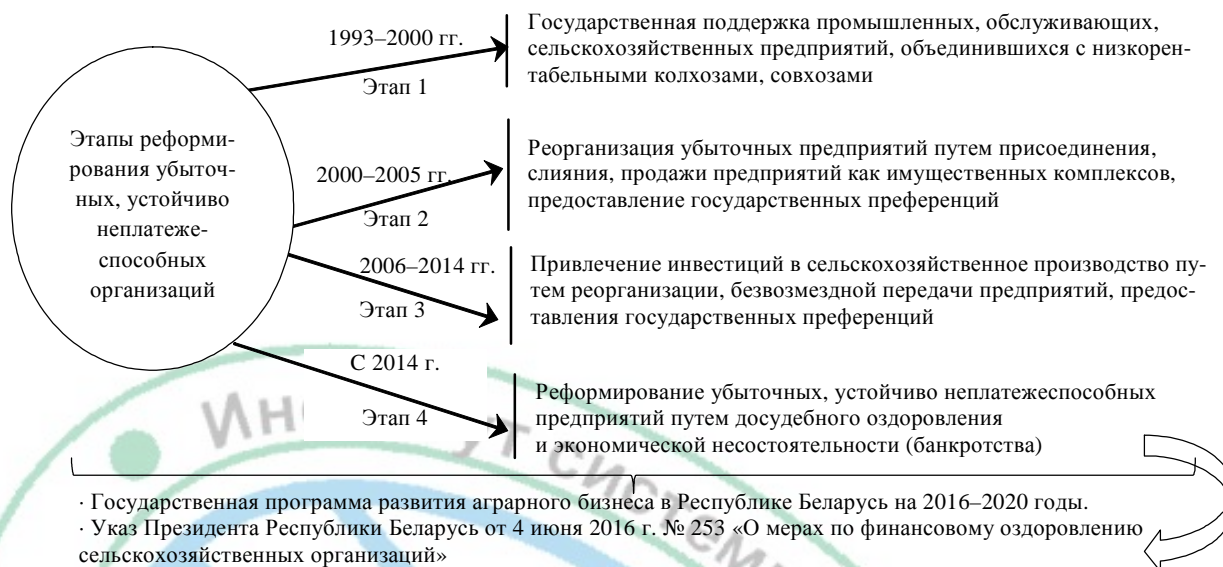 1993–2000 гг.
Этап 1
Государственная поддержка промышленных, обслуживающих,
сельскохозяйственных предприятий, объединившихся с низкорен-
табельными колхозами, совхозами
Этапы реформи-
рования убыточ-
ных, устойчиво
неплатеже-
способных
организаций
2000–2005 гг.
Этап 2
Реорганизация убыточных предприятий путем присоединения,
слияния, продажи предприятий как имущественных комплексов,
предоставление государственных преференций
2006–2014 гг.
Этап 3
Привлечение инвестиций в сельскохозяйственное производство пу-
тем реорганизации, безвозмездной передачи предприятий, предос-
тавления государственных преференций
С 2014 г.
Этап 4
Реформирование убыточных, устойчиво неплатежеспособных
предприятий путем досудебного оздоровления
и экономической несостоятельности (банкротства)
· Государственная программа развития аграрного бизнеса в Республике Беларусь на 2016–2020 годы.
· Указ Президента Республики Беларусь от 4 июня 2016 г. № 253 «О мерах по финансовому оздоровлению
сельскохозяйственных организаций»